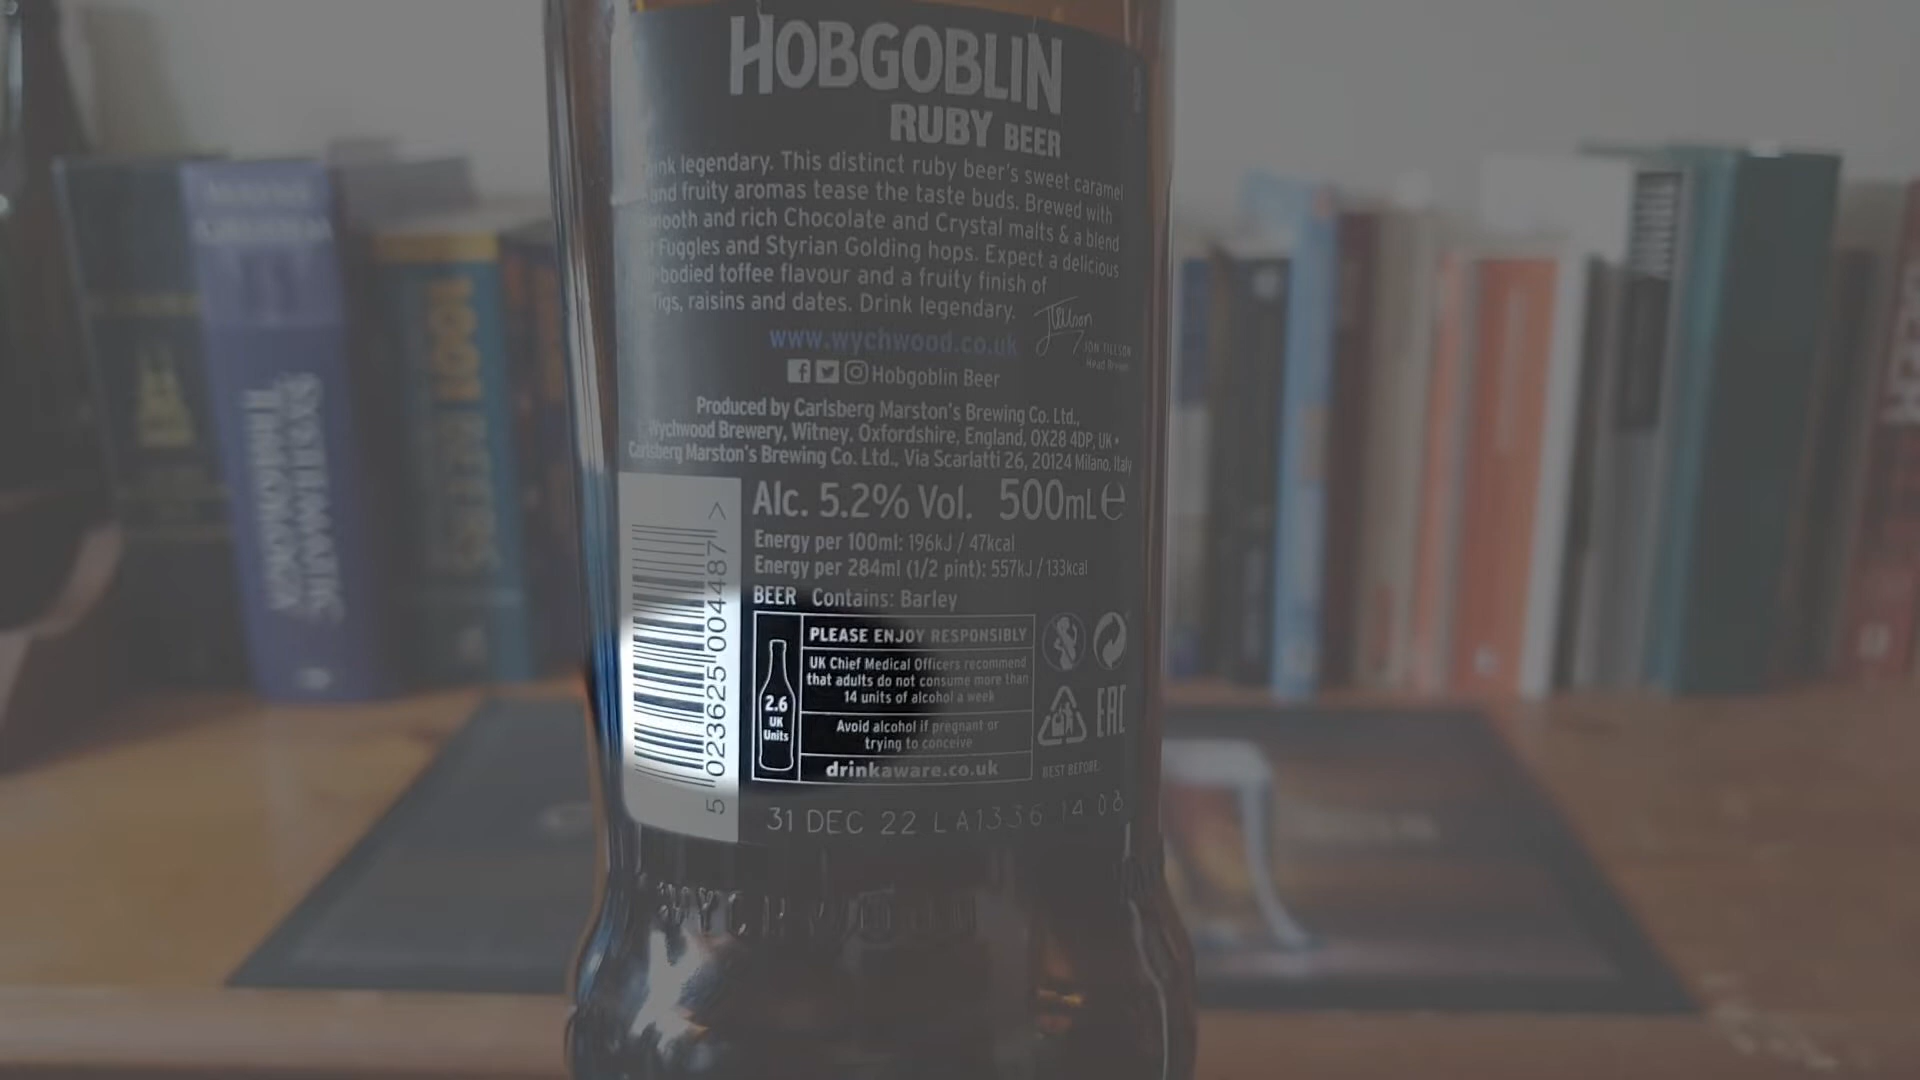 HOBGOBLIN
RUBY BEER
legendary. This distinct ruby beer's sweet caramel
and fruity aromas tease the taste buds. Brewed with
and rich Chocolate and Crystal malts & a blend
Fuggles and Styrian Golding hops. Expect a delicious
bodied toffee flavour and a fruity finish of
figs, raisins and dates. Drink legendary.
www.wychwood.co.uk
JON TILLSON
Head Brewer
Hobgoblin Beer
Produced by Carlsberg Marston's Brewing Co. Ltd.,
Wychwood Brewery, Witney, Oxfordshire, England, OX28 4DP, UK •
Carlsberg Marston's Brewing Co. Ltd., Via Scarlatti 26, 20124 Milano, Italy
Alc. 5.2% Vol. 500mL e
Energy per 100ml: 196kJ / 47kcal
Energy per 284ml (1/2 pint): 557kJ / 133kcal
BEER Contains: Barley
5 023625 004487 >
2.6
UK
Units
PLEASE ENJOY RESPONSIBLY
UK Chief Medical Officers recommend
that adults do not consume more than
14 units of alcohol a week
Avoid alcohol if pregnant or
trying to conceive
drinkaware.co.uk
EAC
BEST BEFORE:
31 DEC 22 LA1336 14 08
WYCHWOOD